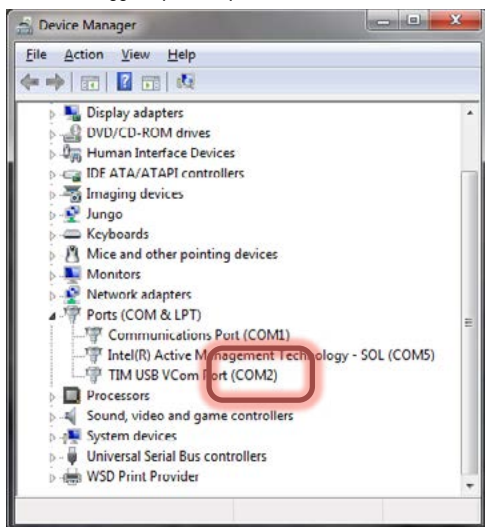 Device Manager
File Action View Help
Display adapters
DVD/CD-ROM drives
Human Interface Devices
IDE ATA/ATAPI controllers
Imaging devices
Jungo
Keyboards
Mice and other pointing devices
Monitors
Network adapters
Ports (COM & LPT)
Communications Port (COM1)
Intel(R) Active Management Technology - SOL (COM5)
TIM USB VCom Port (COM2)
Processors
Sound, video and game controllers
System devices
Universal Serial Bus controllers
WSD Print Provider